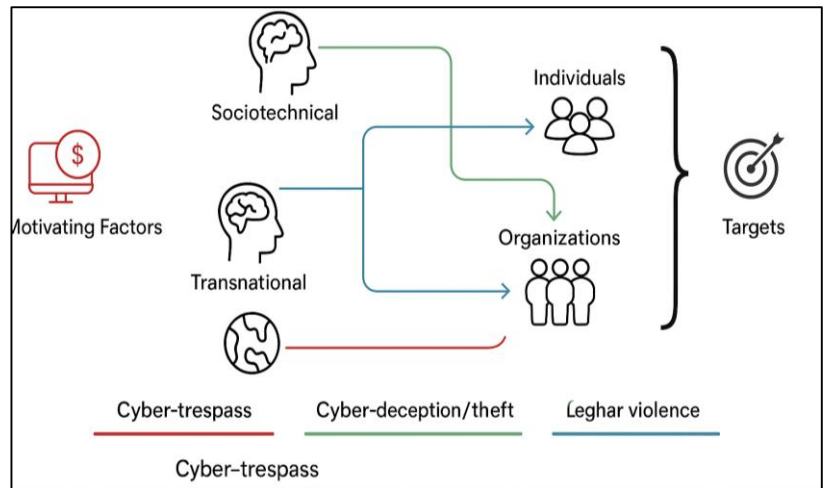 Individuals
Sociotechnical
$
Motivating Factors
Organizations
Targets
Transnational
Cyber-trespass
Cyber-deception/theft
Leghar violence
Cyber-trespass